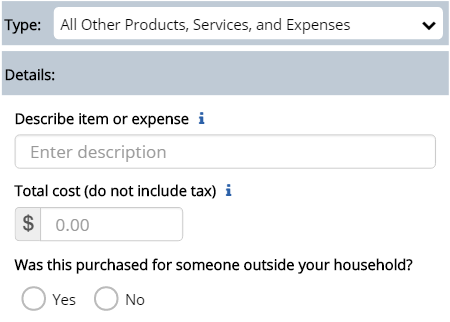 Type: All Other Products, Services, and Expenses
Details:
Describe item or expense i
Enter description
Total cost (do not include tax) i
$ 0.00
Was this purchased for someone outside your household?
Yes No